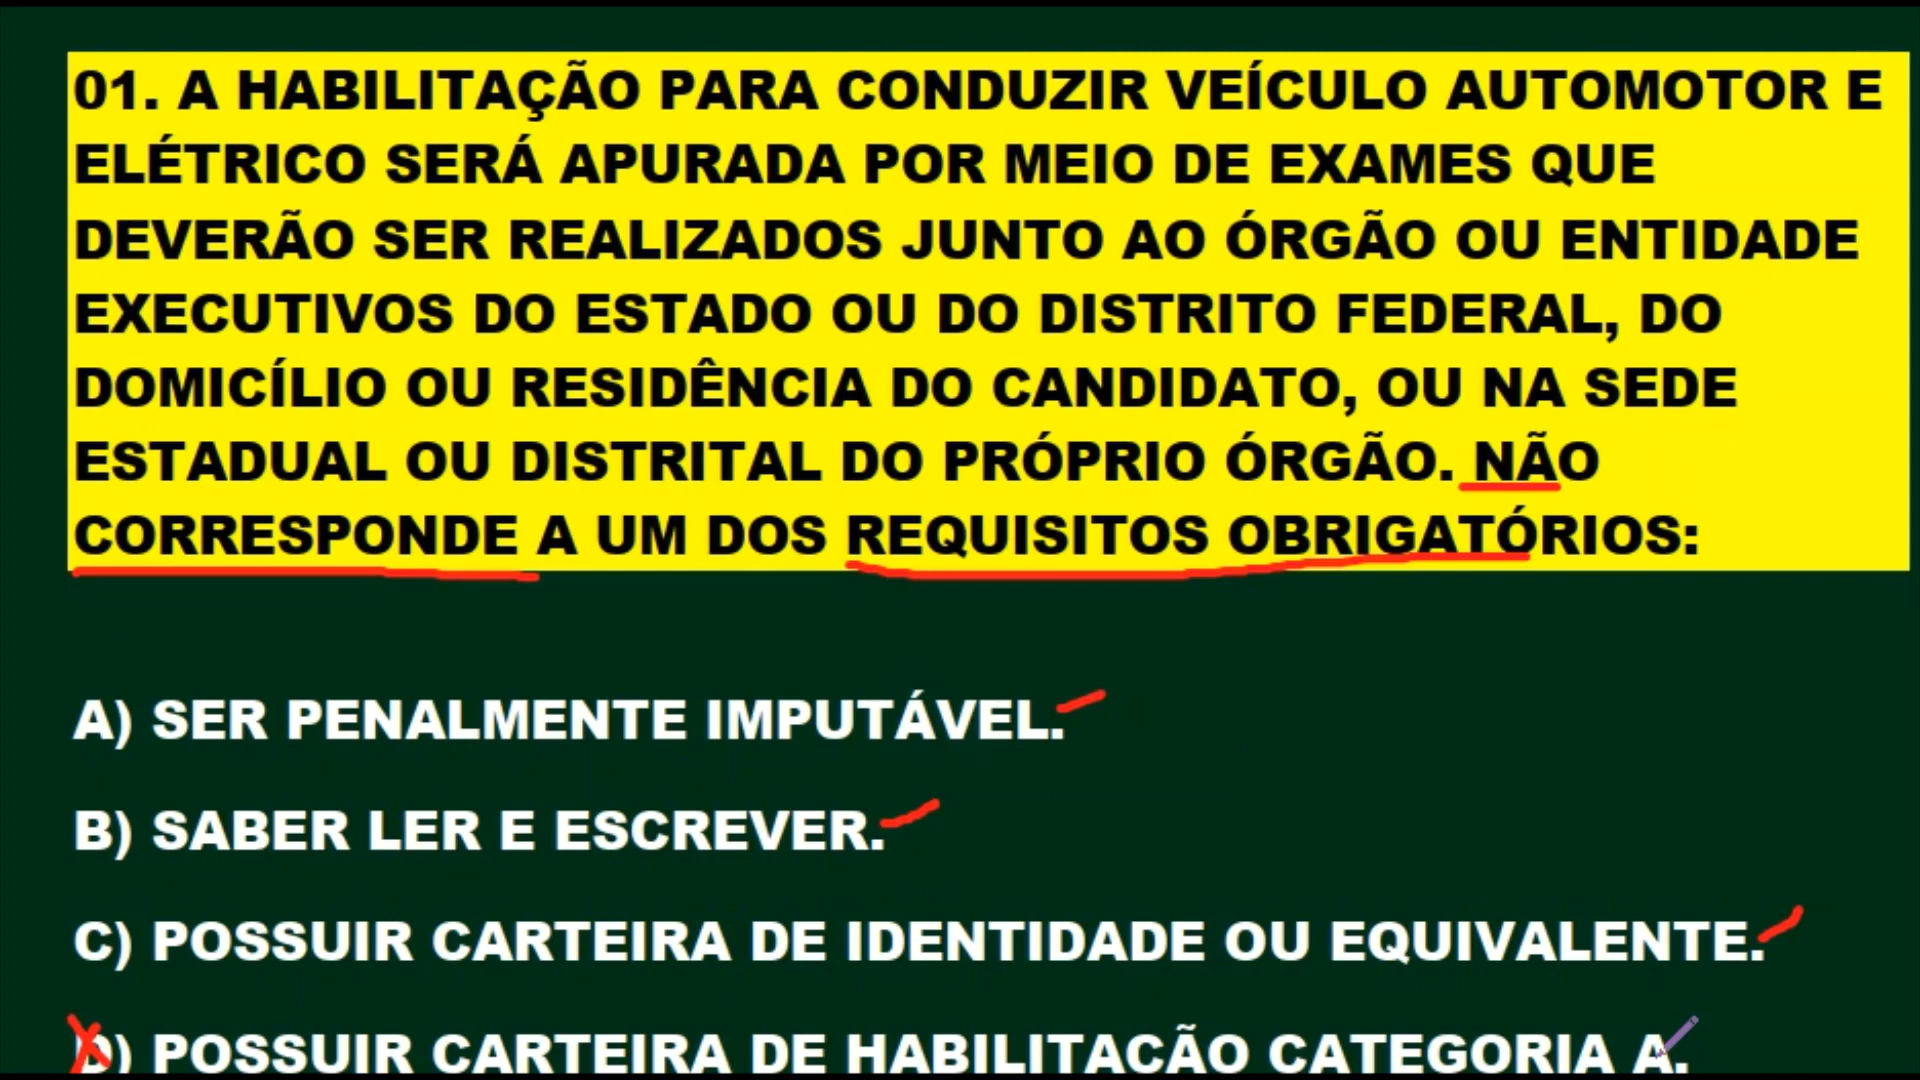 01. A HABILITAÇÃO PARA CONDUZIR VEÍCULO AUTOMOTOR E
ELÉTRICO SERÁ APURADA POR MEIO DE EXAMES QUE
DEVERÃO SER REALIZADOS JUNTO AO ÓRGÃO OU ENTIDADE
EXECUTIVOS DO ESTADO OU DO DISTRITO FEDERAL, DO
DOMICÍLIO OU RESIDÊNCIA DO CANDIDATO, OU NA SEDE
ESTADUAL OU DISTRITAL DO PRÓPRIO ÓRGÃO. NÃO
CORRESPONDE A UM DOS REQUISITOS OBRIGATÓRIOS:
A) SER PENALMENTE IMPUTÁVEL.
B) SABER LER E ESCREVER.
C) POSSUIR CARTEIRA DE IDENTIDADE OU EQUIVALENTE.
D) POSSUIR CARTEIRA DE HABILITAÇÃO CATEGORIA A.